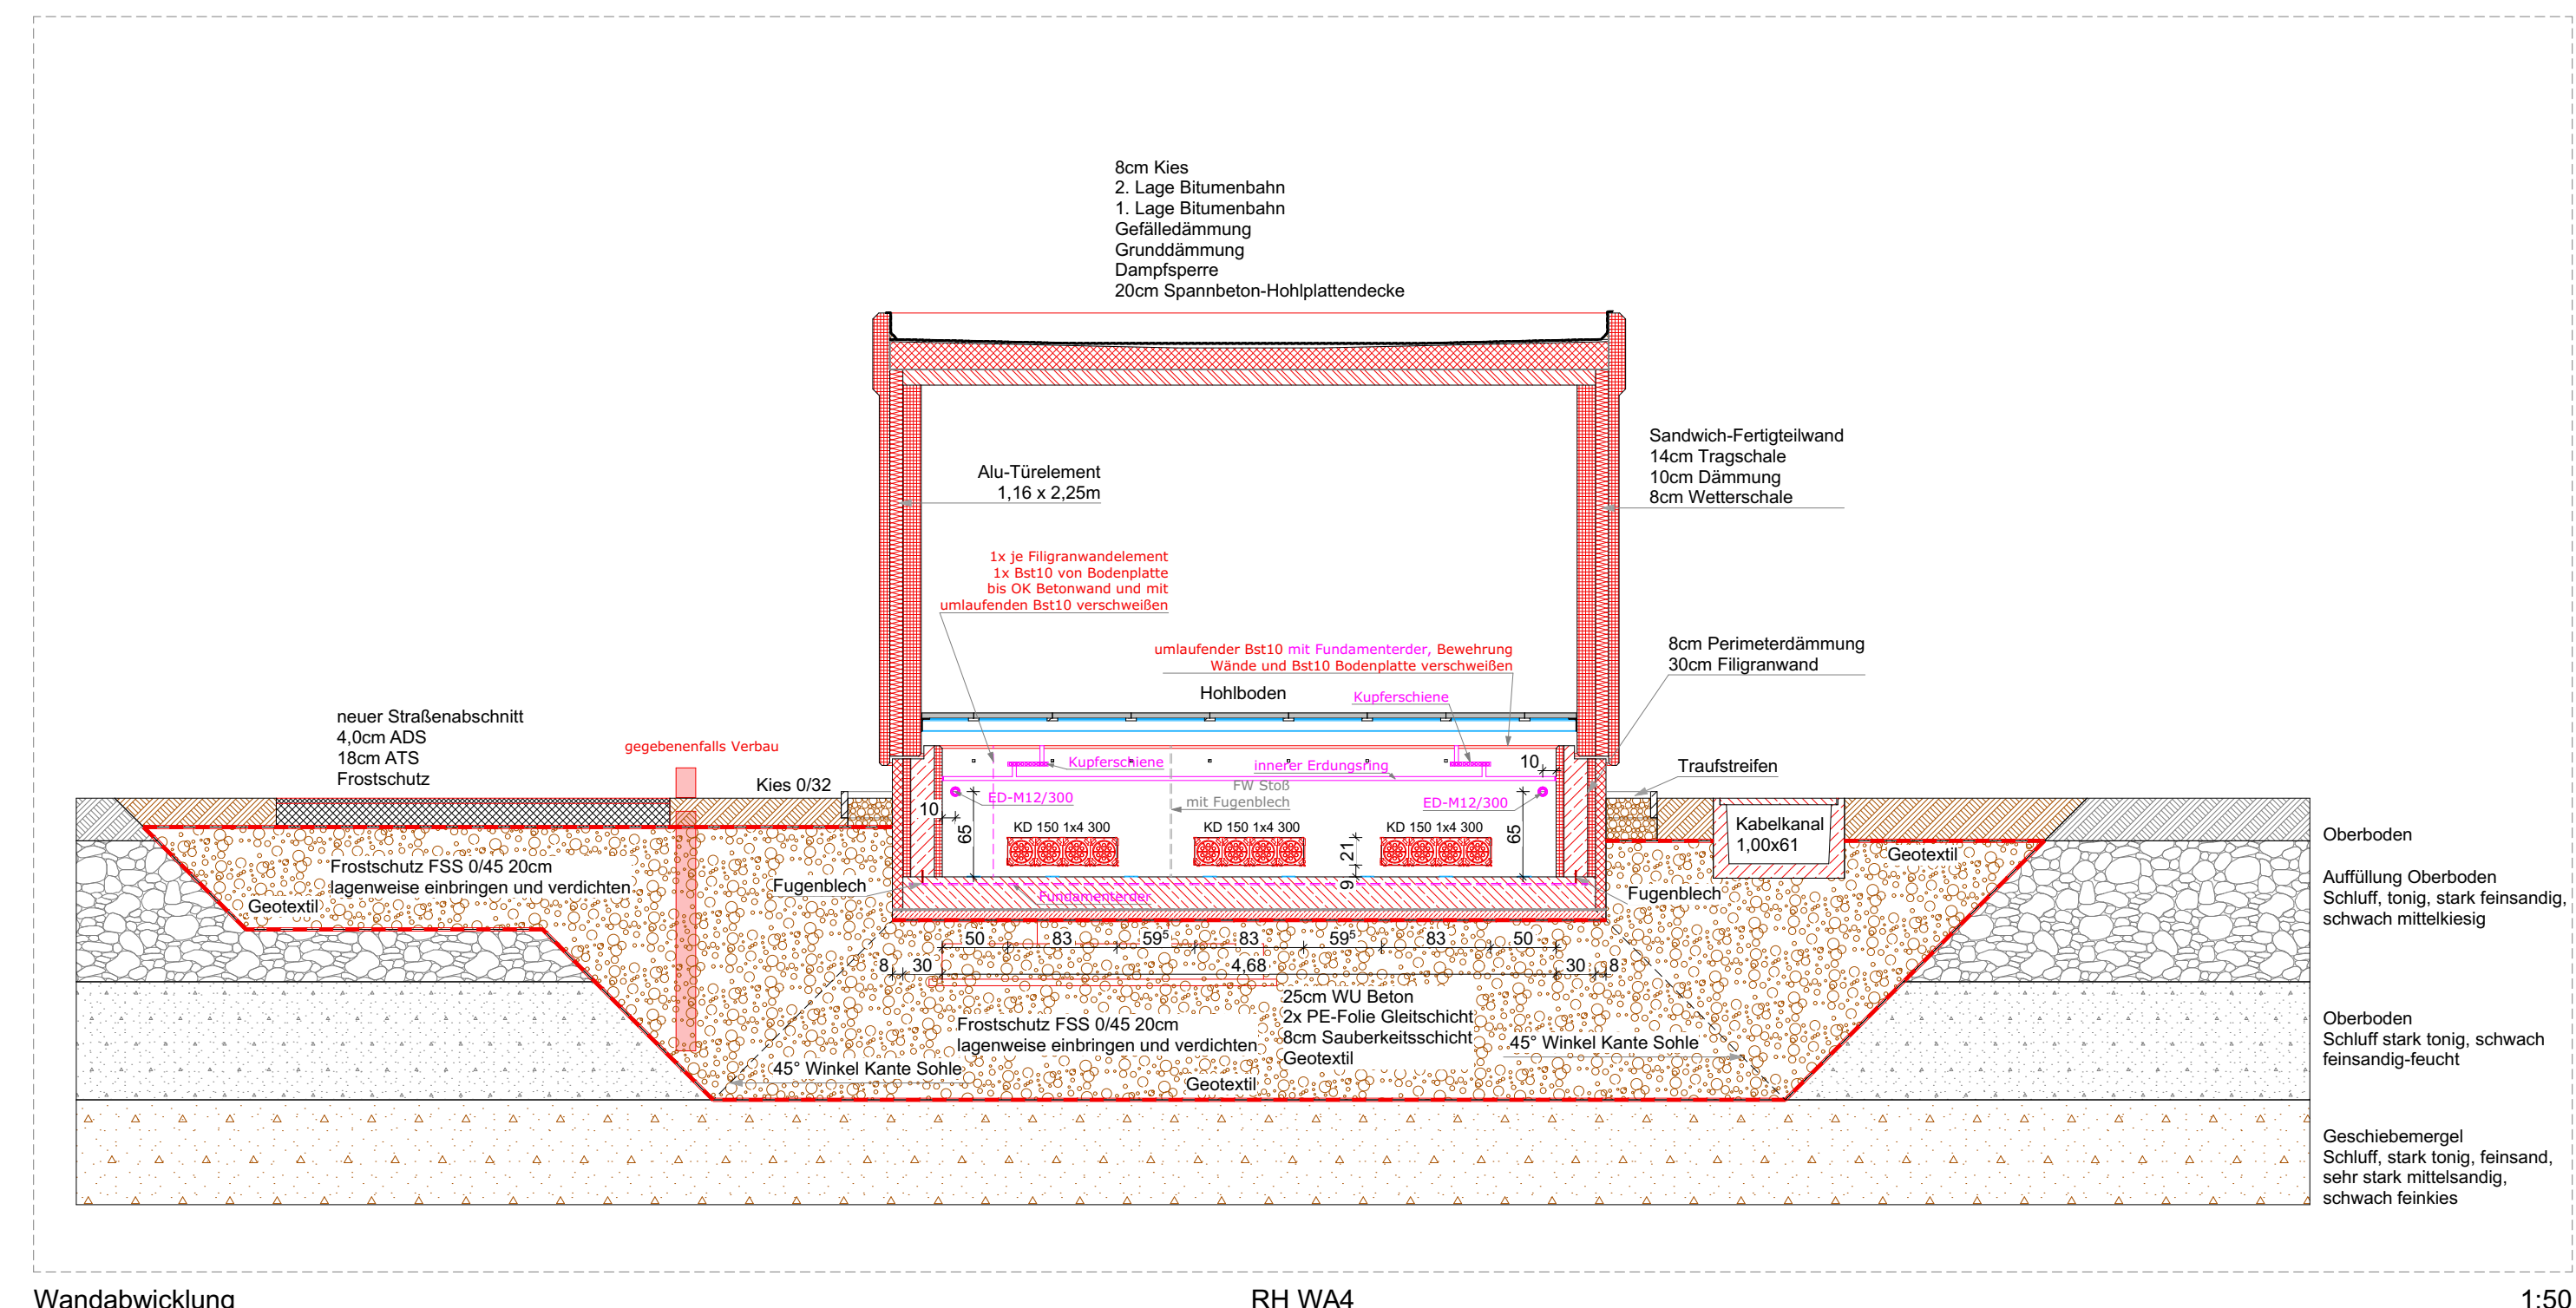 8cm Kies
2. Lage Bitumenbahn
1. Lage Bitumenbahn
Gefälledämmung
Grunddämmung
Dampfsperre
20cm Spannbeton-Hohlplattendecke
Sandwich-Fertigteilwand
14cm Tragschale
10cm Dämmung
8cm Wetterschale
Alu-Türelement
1,16 x 2,25m
1x je Filigranwandelement
1x Bst10 von Bodenplatte
bis OK Betonwand und mit
umlaufenden Bst10 verschweißen
umlaufender Bst10 mit Fundamenterder, Bewehrung
Wände und Bst10 Bodenplatte verschweißen
8cm Perimeterdämmung
30cm Filigranwand
Hohlboden
Kupferschiene
neuer Straßenabschnitt
4,0cm ADS
18cm ATS
Frostschutz
gegebenenfalls Verbau
Kies 0/32
Kupferschiene
innerer Erdungsring
10
Traufstreifen
FW Stoß
mit Fugenblech
ED-M12/300
ED-M12/300
10
65
65
KD 150 1x4 300
KD 150 1x4 300
KD 150 1x4 300
21
9
Kabelkanal
1,00x61
Geotextil
Frostschutz FSS 0/45 20cm
lagenweise einbringen und verdichten
Geotextil
Fugenblech
Fugenblech
Fundamenterder
50
83
59⁵
83
59⁵
83
50
8
30
4,68
30
8
25cm WU Beton
2x PE-Folie Gleitschicht
8cm Sauberkeitsschicht
Geotextil
Frostschutz FSS 0/45 20cm
lagenweise einbringen und verdichten
45° Winkel Kante Sohle
45° Winkel Kante Sohle
Geotextil
Oberboden
Auffüllung Oberboden
Schluff, tonig, stark feinsandig,
schwach mittelkiesig
Oberboden
Schluff stark tonig, schwach
feinsandig-feucht
Geschiebemergel
Schluff, stark tonig, feinsand,
sehr stark mittelsandig,
schwach feinkies
Wandabwicklung
RH WA4
1:50